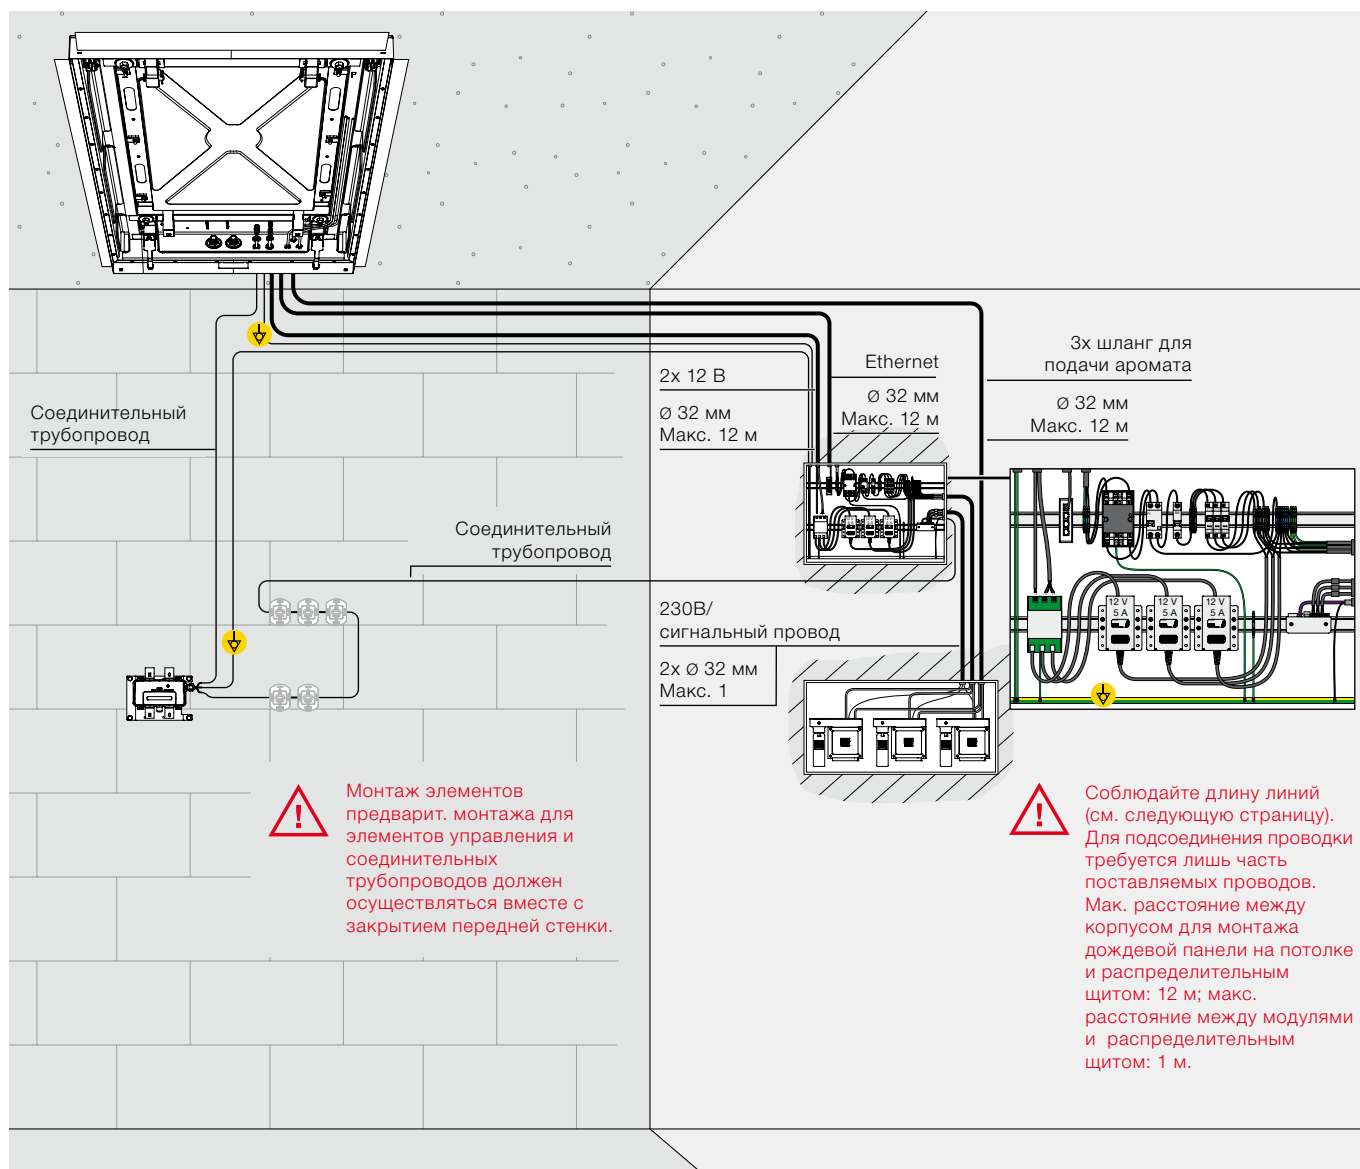 3x шланг для
подачи аромата
Ø 32 мм
Макс. 12 м
Ethernet
Ø 32 мм
Макс. 12 м
2x 12 В
Ø 32 мм
Макс. 12 м
Соединительный
трубопровод
Соединительный
трубопровод
230В/
сигнальный провод
2x Ø 32 мм
Макс. 1
12 V
5 A
12 V
5 A
12 V
5 A
!
Монтаж элементов
предварит. монтажа для
элементов управления и
соединительных
трубопроводов должен
осуществляться вместе с
закрытием передней стенки.
!
Соблюдайте длину линий
(см. следующую страницу).
Для подсоединения проводки
требуется лишь часть
поставляемых проводов.
Мак. расстояние между
корпусом для монтажа
дождевой панели на потолке
и распределительным
щитом: 12 м; макс.
расстояние между модулями
и распределительным
щитом: 1 м.